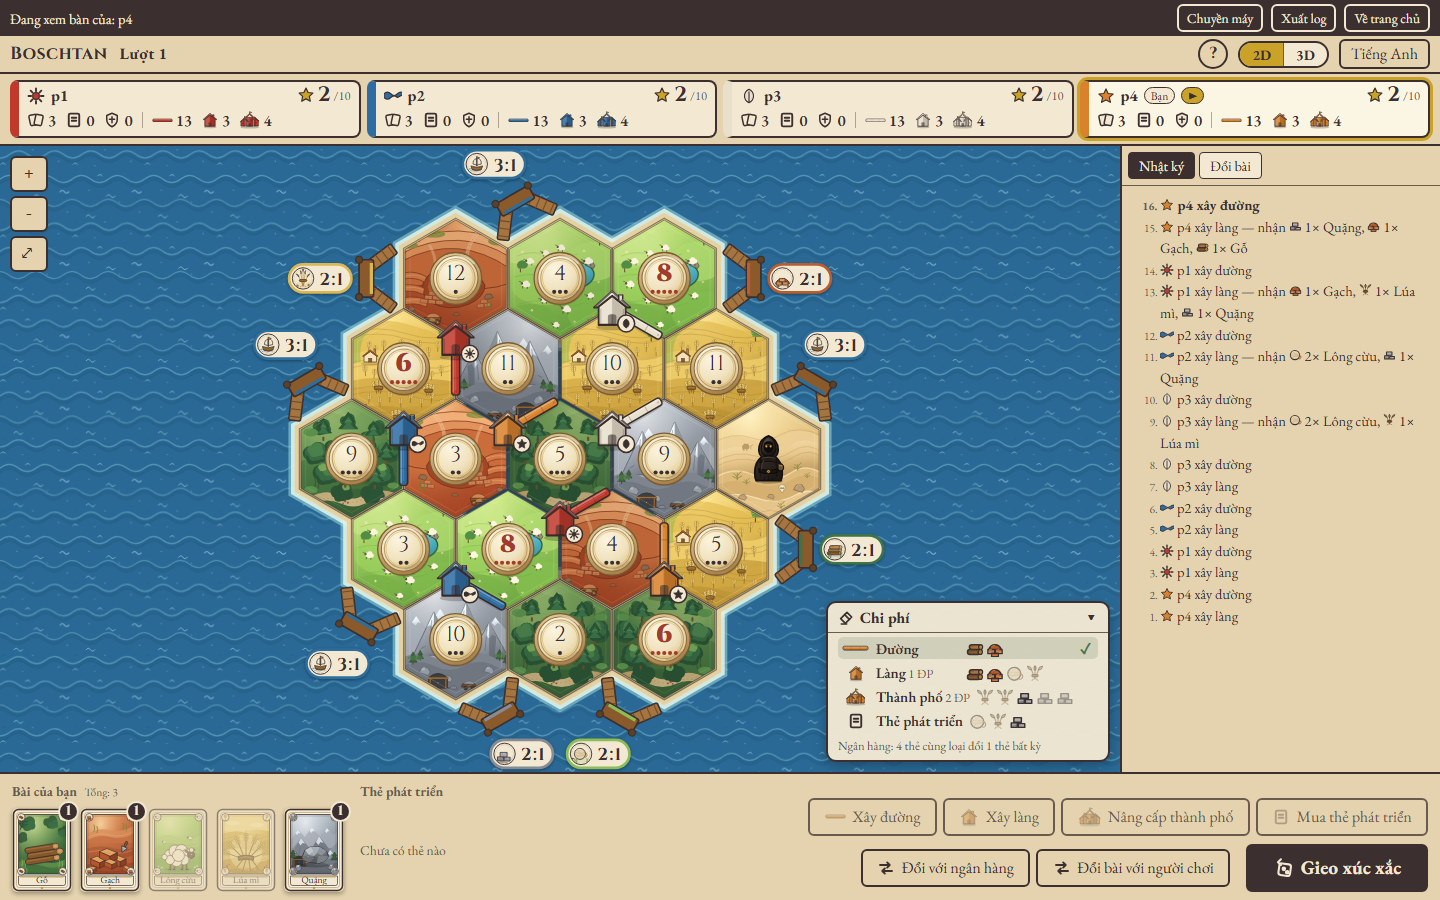 Đang xem bàn của: p4
Chuyền máy
Xuất log
Về trang chủ
BOSCHTAN Lượt 1
?
2D
3D
Tiếng Anh
p1 2 /10
3 0 0 13 3 4
p2 2 /10
3 0 0 13 3 4
p3 2 /10
3 0 0 13 3 4
p4 Bạn 2 /10
3 0 0 13 3 4
+
-
3:1
2:1
2:1
3:1
3:1
2:1
3:1
2:1
2:1
12 4 8
6 11 10 11
9 3 5 9
3 8 4 5
10 2 6
Nhật ký
Đổi bài
16. p4 xây đường
15. p4 xây làng — nhận 1× Quặng, 1×
Gạch, 1× Gỗ
14. p1 xây đường
13. p1 xây làng — nhận 1× Gạch, 1× Lúa
mì, 1× Quặng
12. p2 xây đường
11. p2 xây làng — nhận 2× Lông cừu, 1×
Quặng
10. p3 xây đường
9. p3 xây làng — nhận 2× Lông cừu, 1×
Lúa mì
8. p3 xây đường
7. p3 xây làng
6. p2 xây đường
5. p2 xây làng
4. p1 xây đường
3. p1 xây làng
2. p4 xây đường
1. p4 xây làng
Chi phí
Đường
Làng 1 ĐP
Thành phố 2 ĐP
Thẻ phát triển
Ngân hàng: 4 thẻ cùng loại đổi 1 thẻ bất kỳ
Bài của bạn Tổng: 3
1 1 1
Gỗ Gạch Lông cừu Lúa mì Quặng
Thẻ phát triển
Chưa có thẻ nào
Xây đường
Xây làng
Nâng cấp thành phố
Mua thẻ phát triển
Đổi với ngân hàng
Đổi bài với người chơi
Gieo xúc xắc